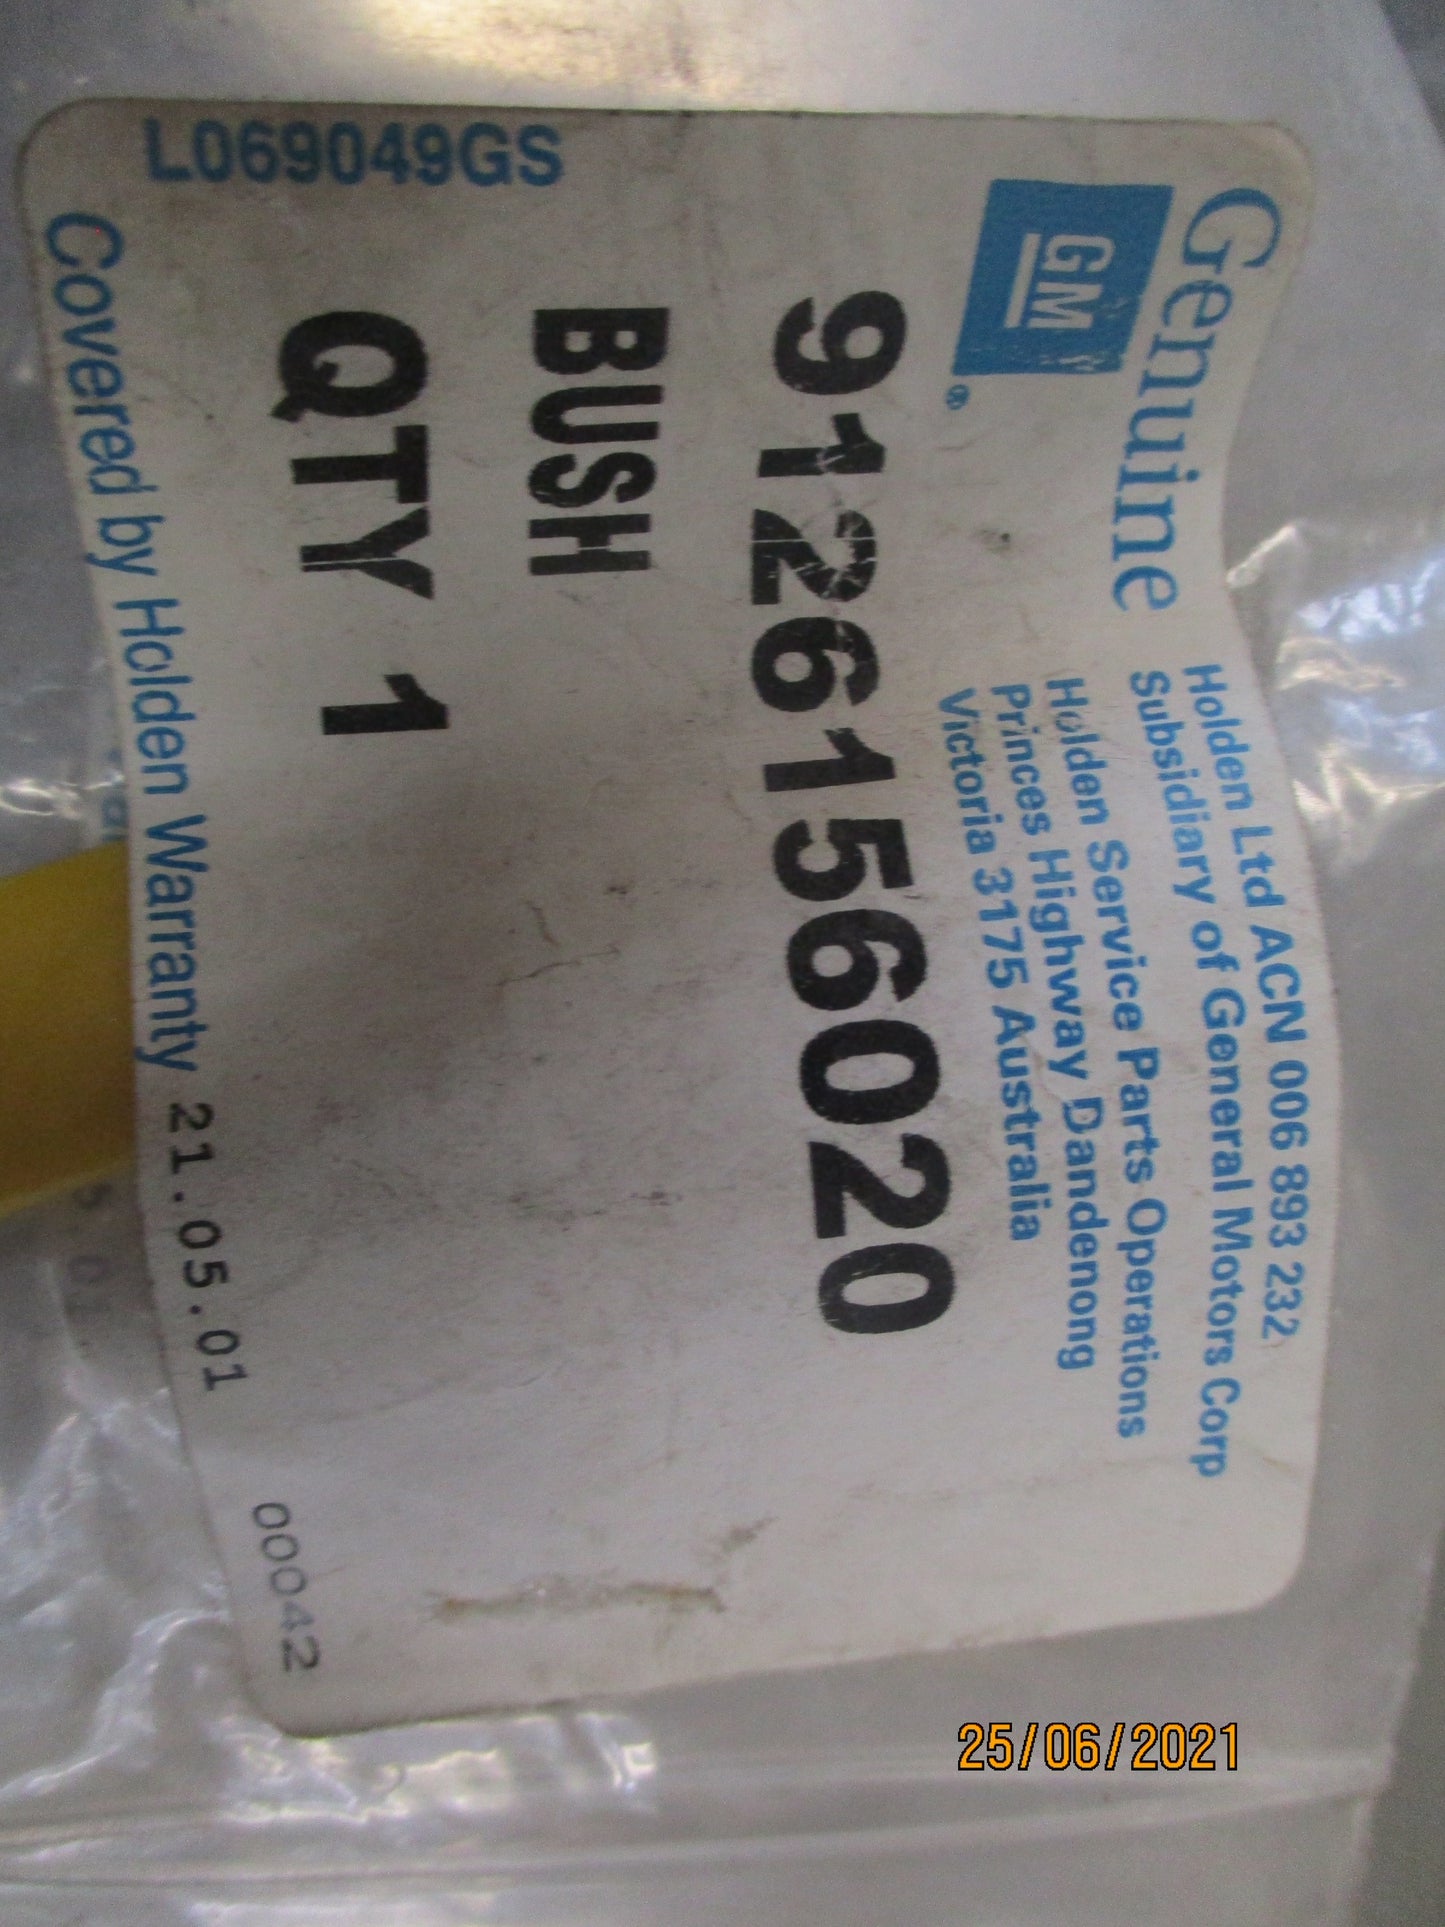 Genuine
GM ®
Holden Ltd ACN 006 893 232
Subsidiary of General Motors Corp
Holden Service Parts Operations
Princes Highway Dandenong
Victoria 3175 Australia
9126156020
BUSH
QTY 1
L069049GS
Covered by Holden Warranty 21.05.01
00042
25/06/2021